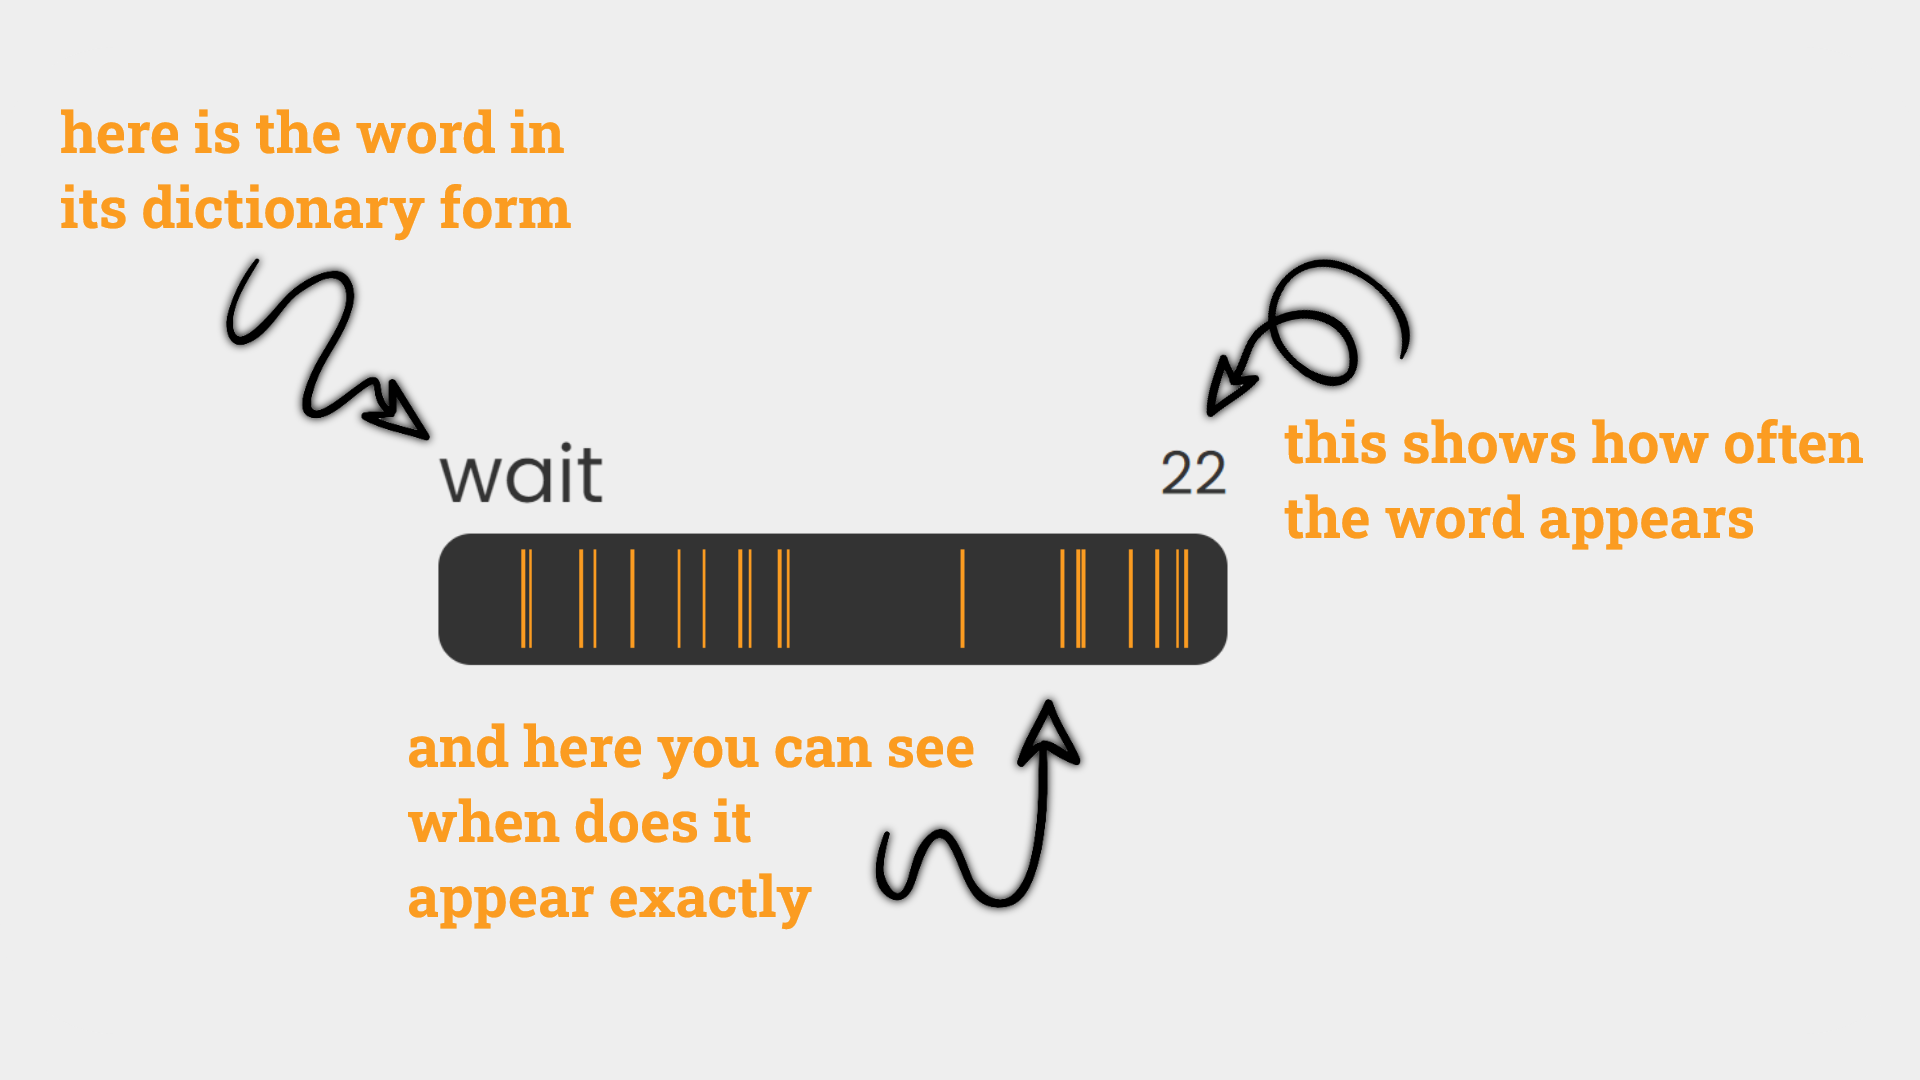 here is the word in
its dictionary form
wait
22
this shows how often
the word appears
and here you can see
when does it
appear exactly